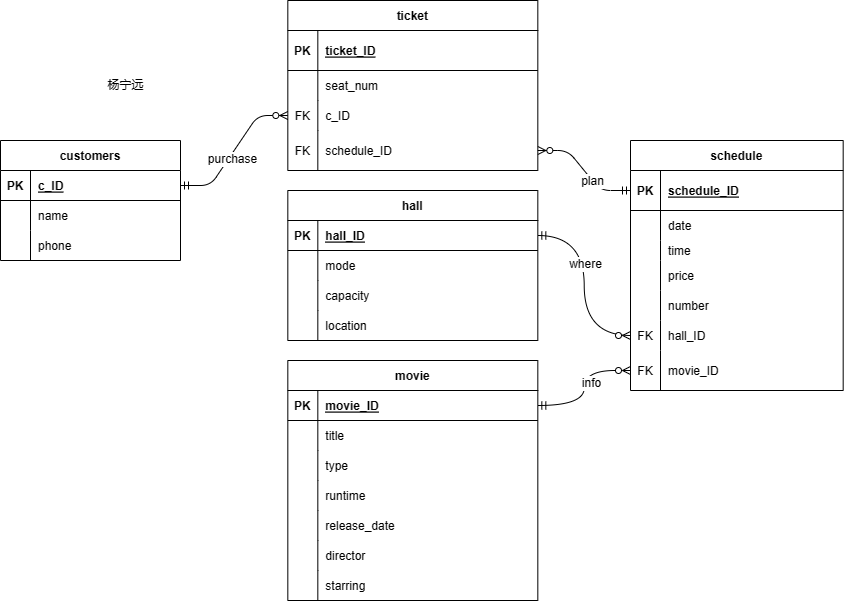 ticket
PK ticket_ID
seat_num
FK c_ID
FK schedule_ID
杨宁远
purchase
customers
PK c_ID
name
phone
plan
schedule
PK schedule_ID
date
time
price
number
FK hall_ID
FK movie_ID
hall
PK hall_ID
mode
capacity
location
where
info
movie
PK movie_ID
title
type
runtime
release_date
director
starring